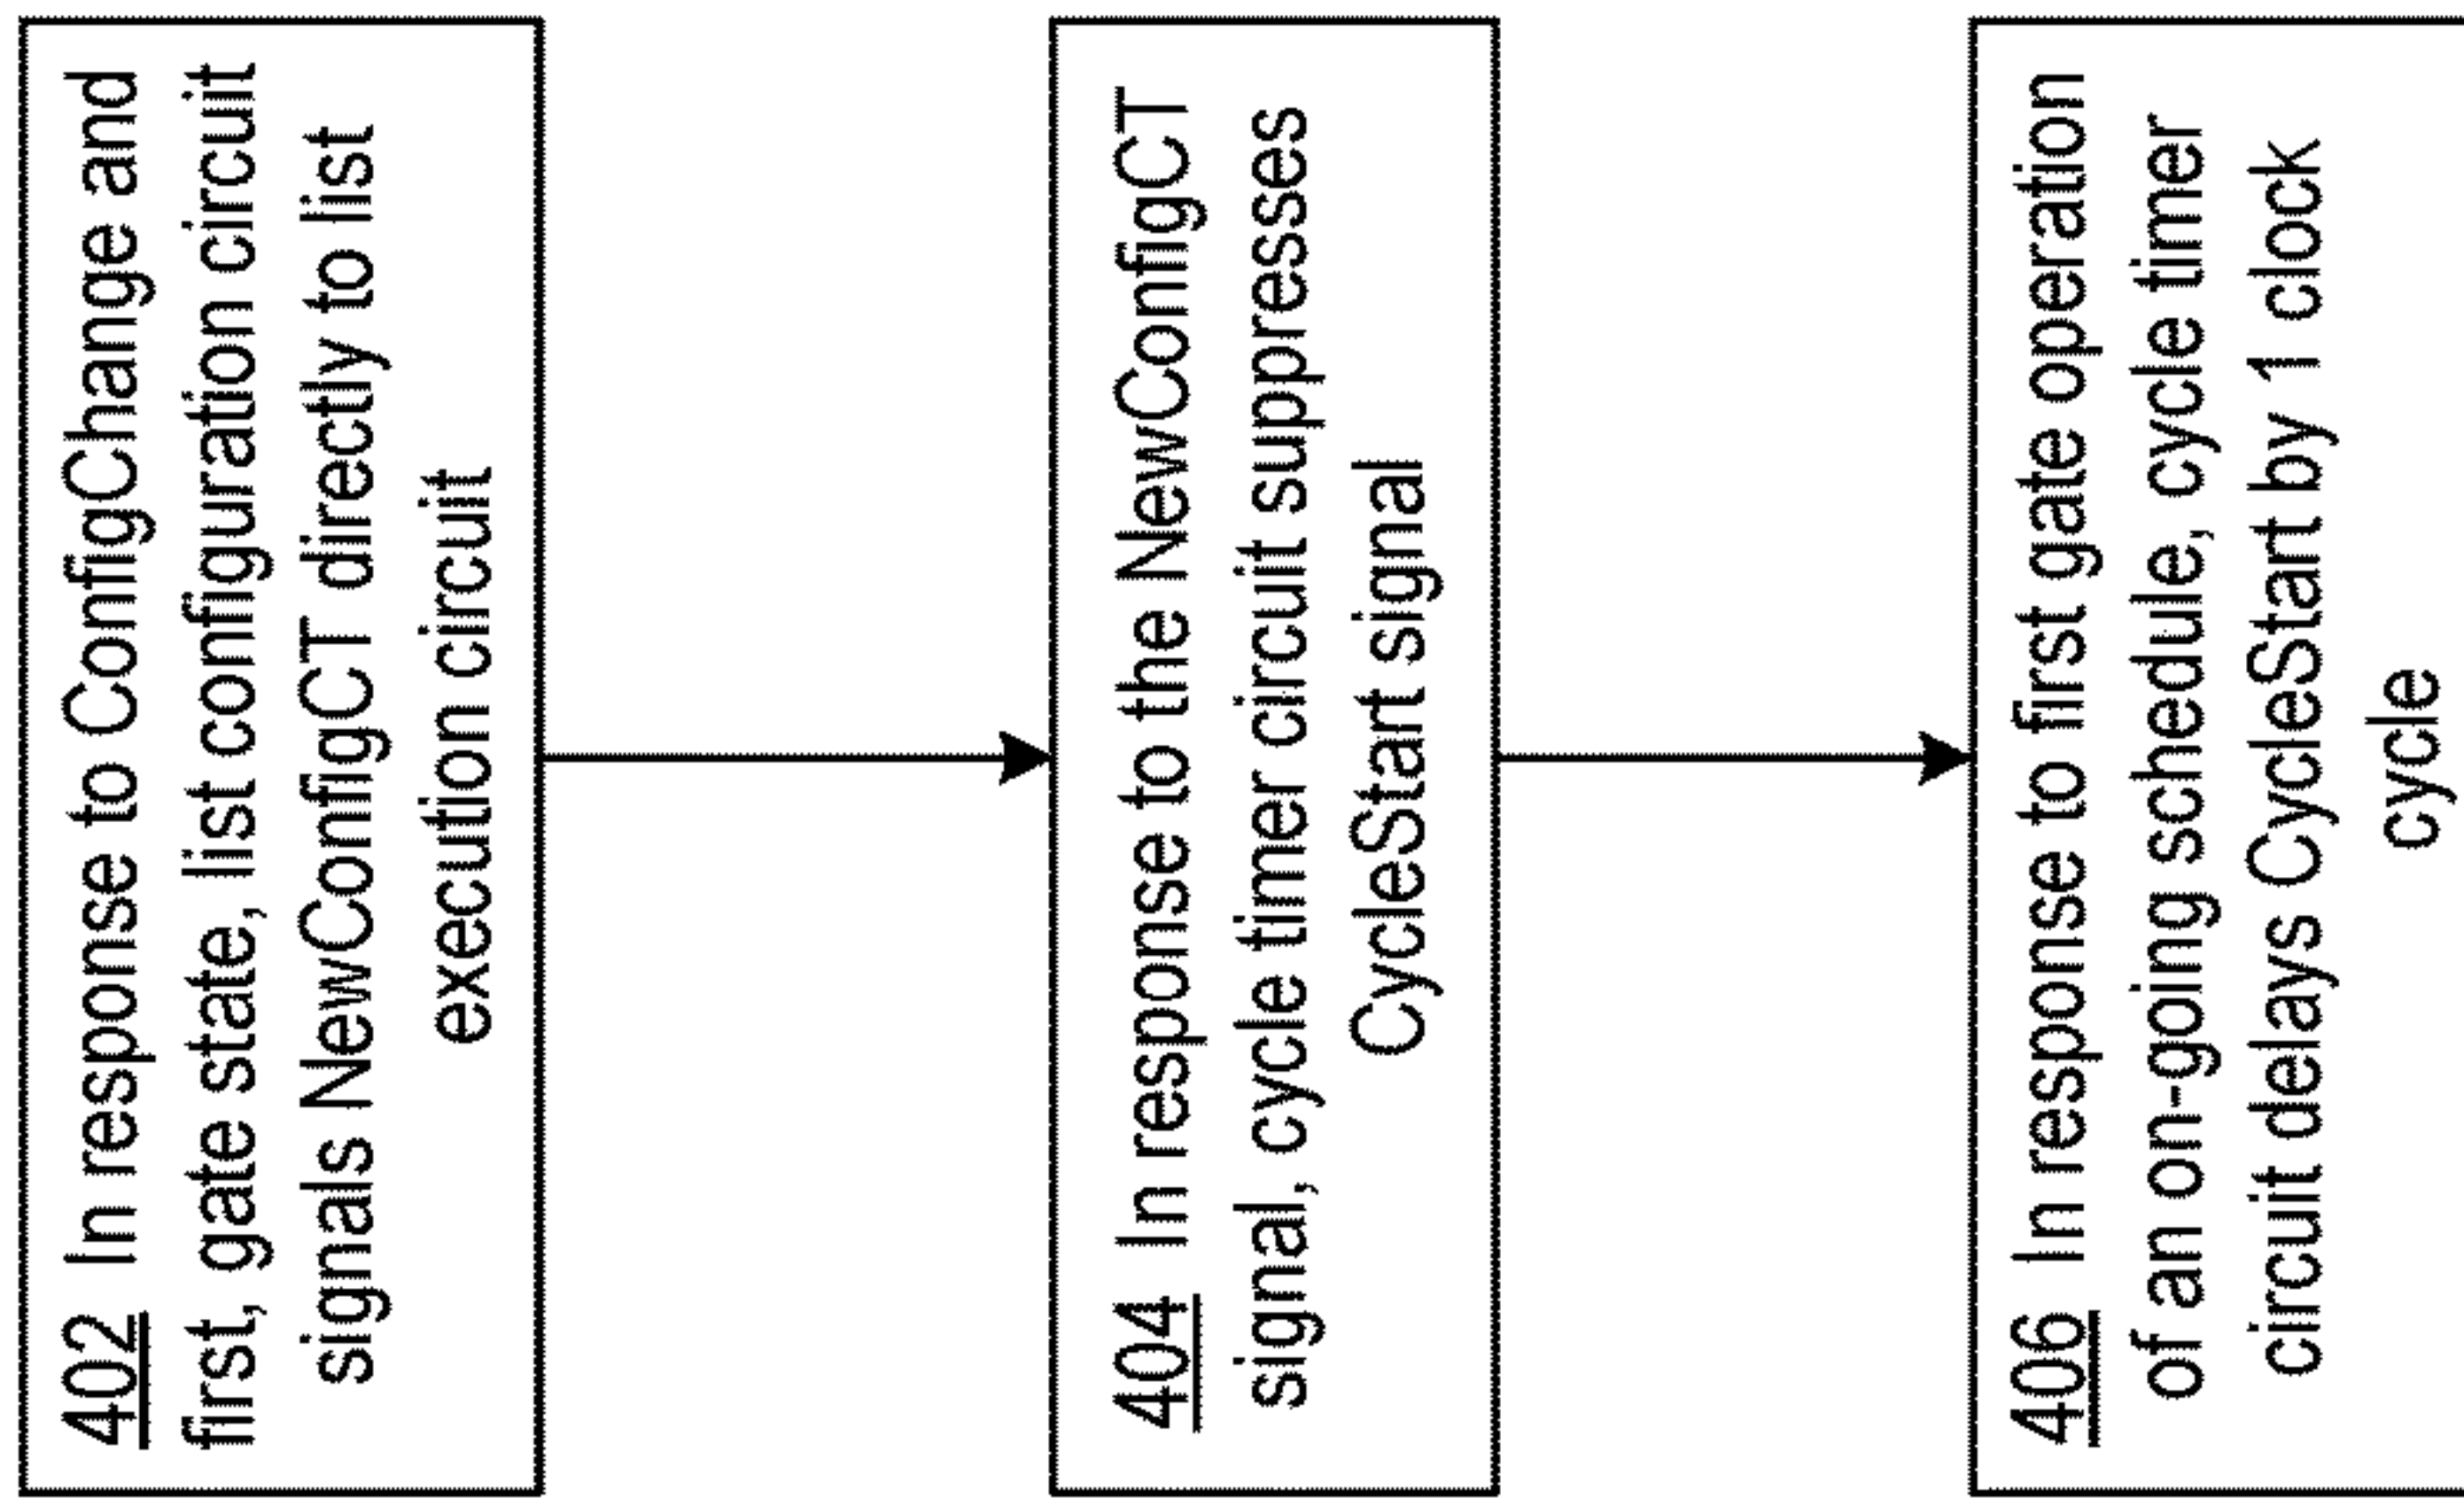 402 In response to ConfigChange and
first, gate state, list configuration circuit
signals NewConfigCT directly to list
execution circuit
404 In response to the NewConfigCT
signal, cycle timer circuit suppresses
CycleStart signal
406 In response to first gate operation
of an on-going schedule, cycle timer
circuit delays CycleStart by 1 clock
cycle